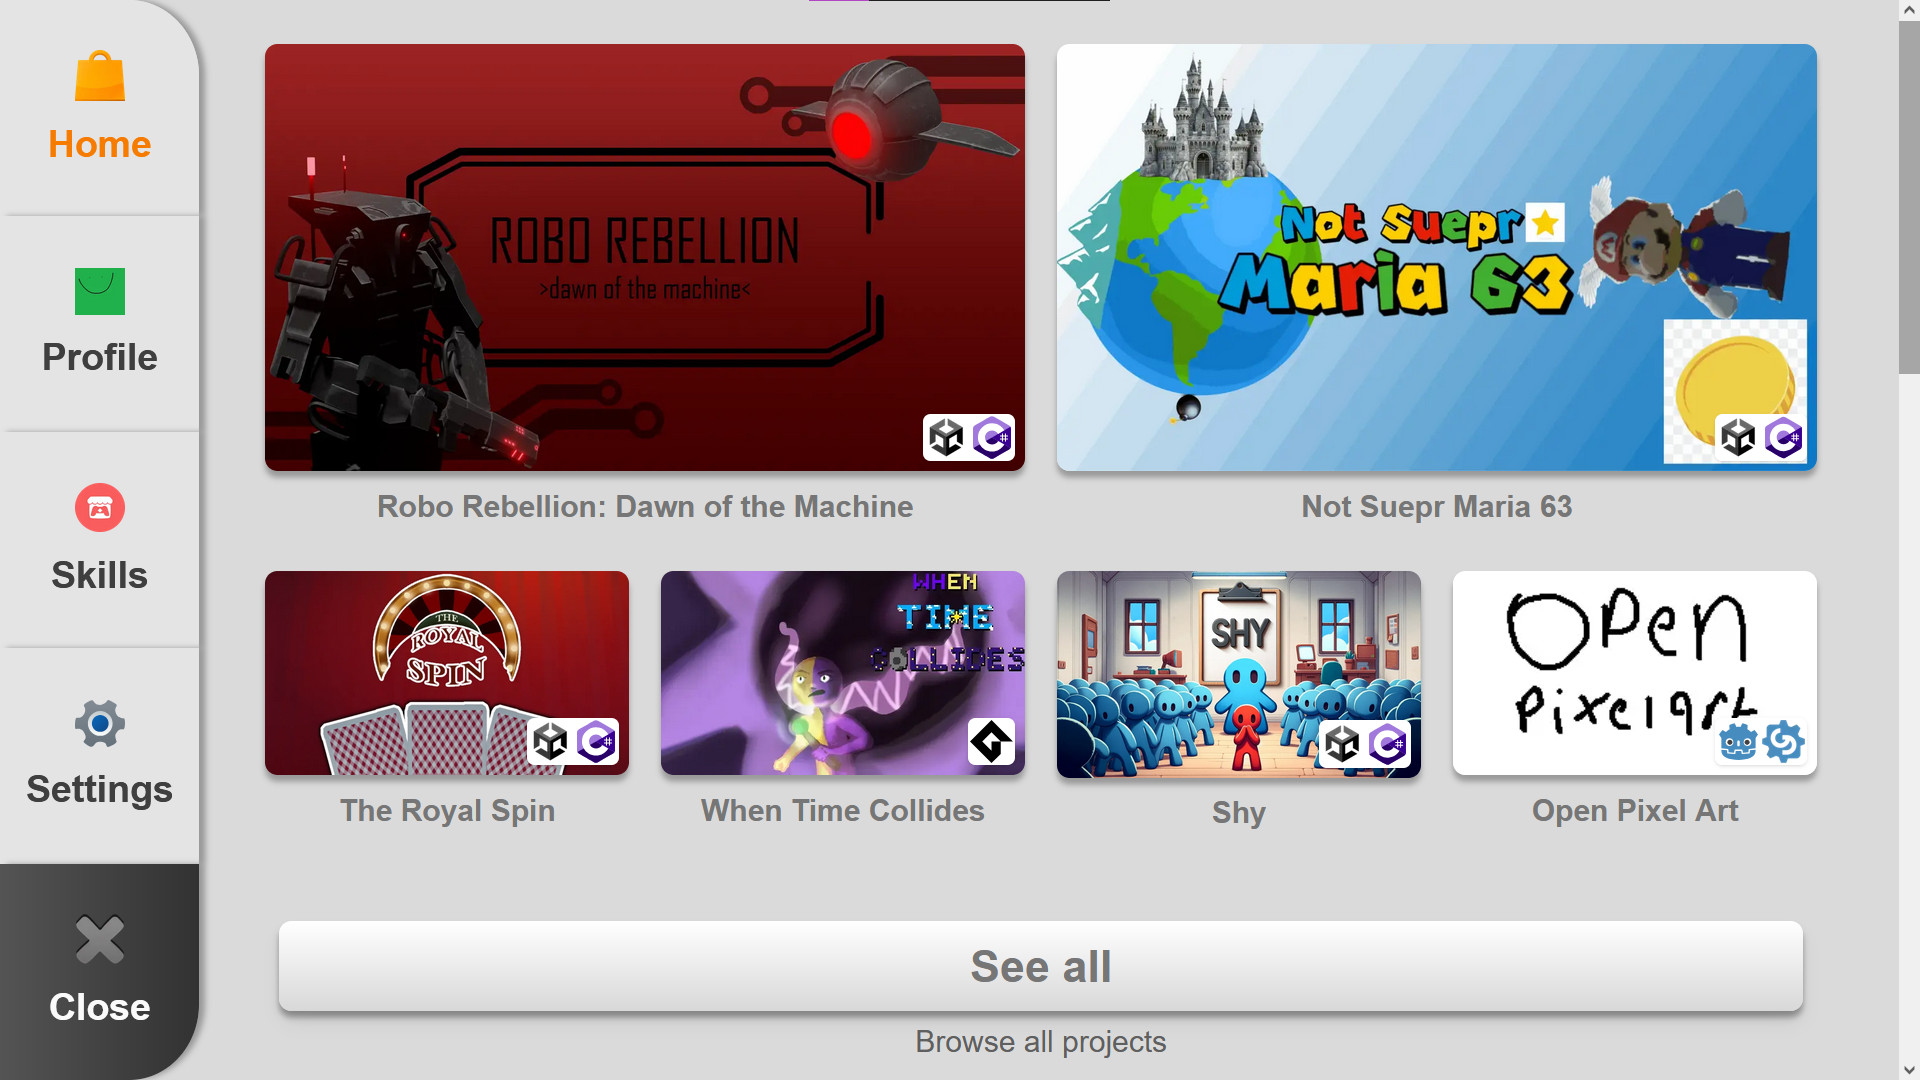 Home
Profile
Skills
Settings
Close
ROBO REBELLION
>dawn of the machine<
C#
Robo Rebellion: Dawn of the Machine
Not Suepr
Maria 63
M
C#
Not Suepr Maria 63
THE
ROYAL
SPIN
C#
The Royal Spin
WHEN
TIME
COLLIDES
When Time Collides
SHY
C#
Shy
Open
Pixelart
Open Pixel Art
See all
Browse all projects